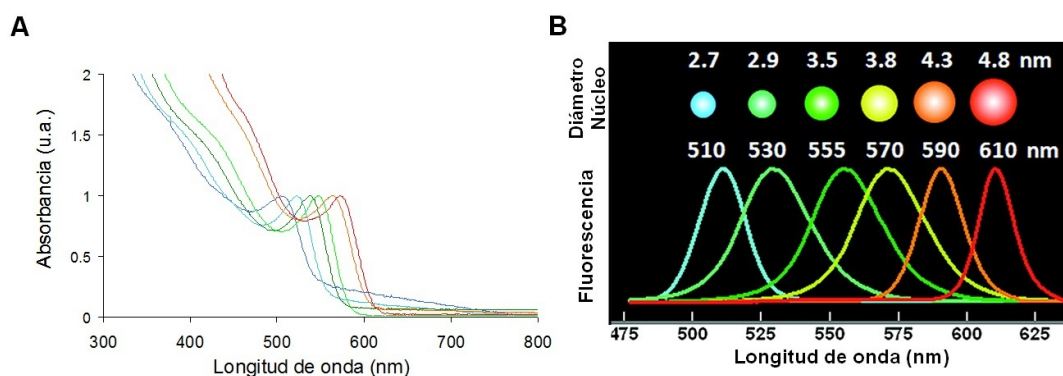 A
Absorbancia (u.a.)
2
1.5
1
0.5
0
300 400 500 600 700 800
Longitud de onda (nm)
B
Diámetro
Núcleo
2.7 2.9 3.5 3.8 4.3 4.8 nm
510 530 555 570 590 610 nm
Fluorescencia
475 500 525 550 575 600 625
Longitud de onda (nm)